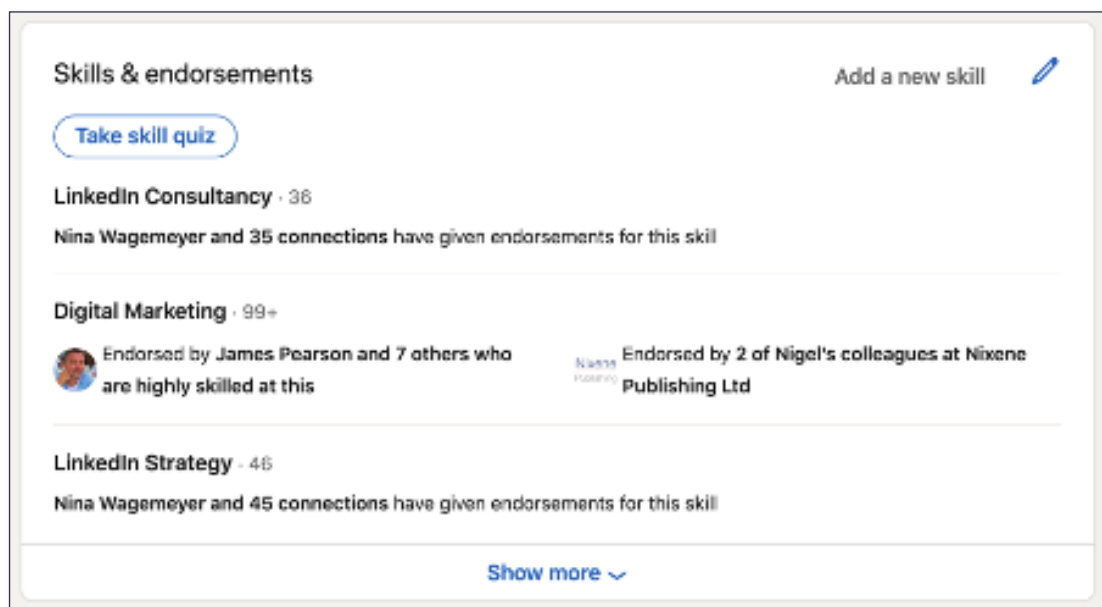 Skills & endorsements
Add a new skill
Take skill quiz
LinkedIn Consultancy · 36
Nina Wagemeyer and 35 connections have given endorsements for this skill
Digital Marketing · 99+
Endorsed by James Pearson and 7 others who
are highly skilled at this
Nixene
Publishing
Endorsed by 2 of Nigel's colleagues at Nixene
Publishing Ltd
LinkedIn Strategy · 46
Nina Wagemeyer and 45 connections have given endorsements for this skill
Show more